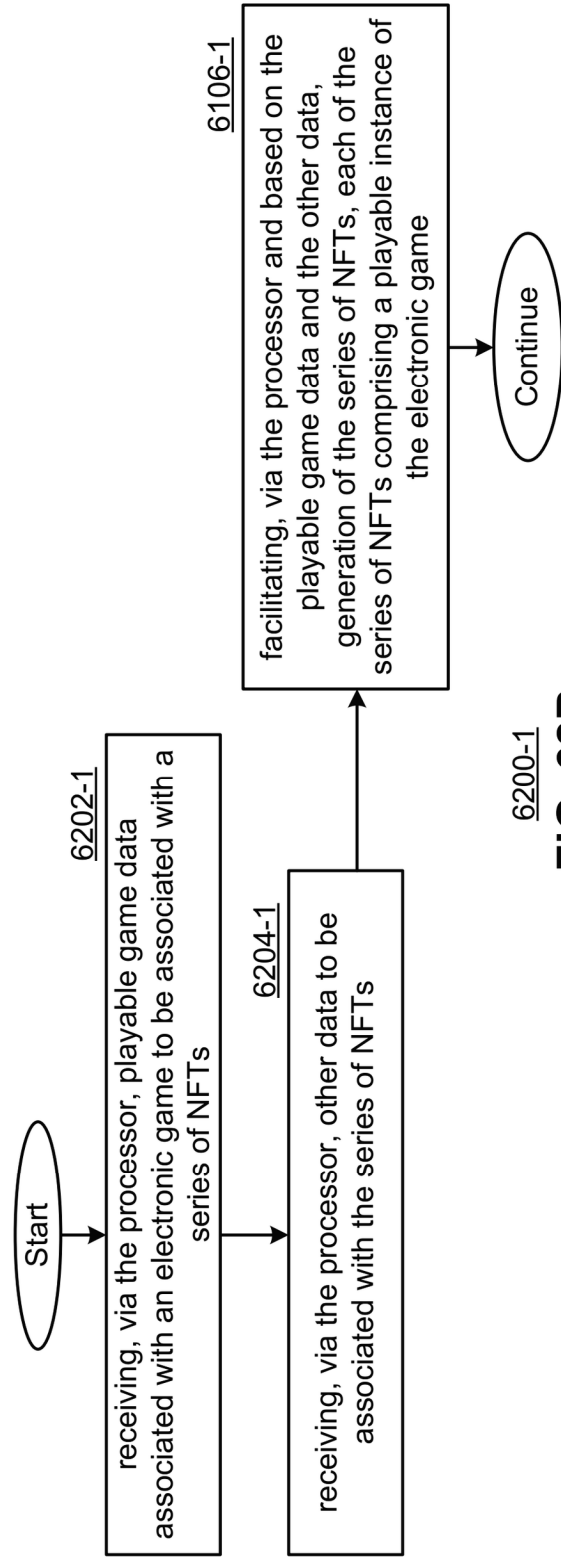 Start
6202-1
receiving, via the processor, playable game data
associated with an electronic game to be associated with a
series of NFTs
6204-1
receiving, via the processor, other data to be
associated with the series of NFTs
6106-1
facilitating, via the processor and based on the
playable game data and the other data,
generation of the series of NFTs, each of the
series of NFTs comprising a playable instance of
the electronic game
Continue
6200-1